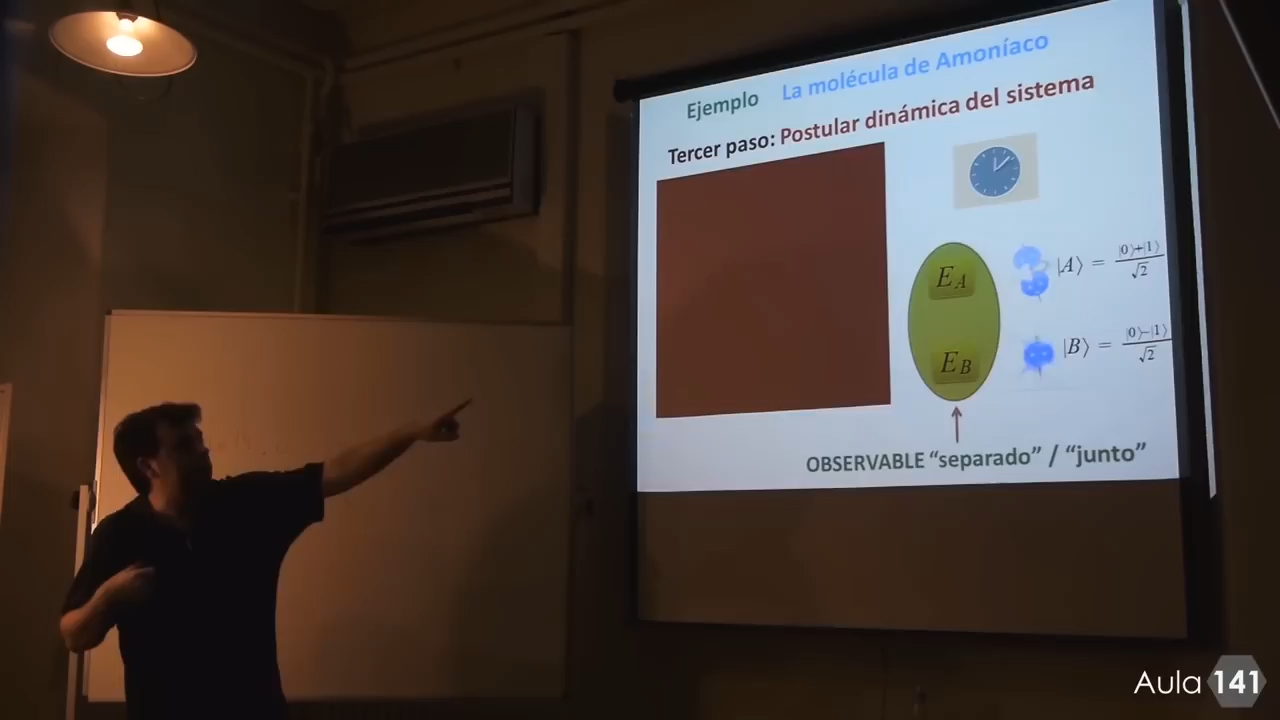 Ejemplo La molécula de Amoníaco
Tercer paso: Postular dinámica del sistema
E_A
|A⟩ = |0⟩+|1⟩ / √2
E_B
|B⟩ = |0⟩−|1⟩ / √2
OBSERVABLE “separado” / “junto”
Aula 141